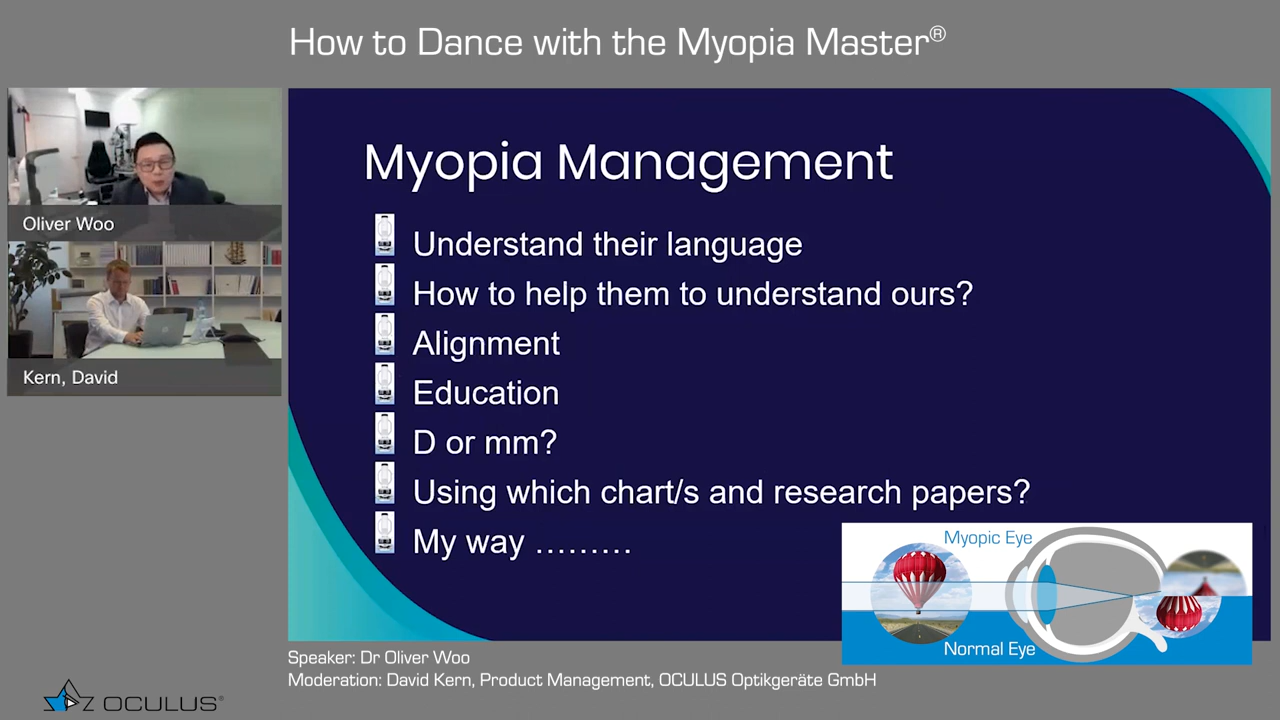 How to Dance with the Myopia Master®
Oliver Woo
Kern, David
Myopia Management
Understand their language
How to help them to understand ours?
Alignment
Education
D or mm?
Using which chart/s and research papers?
My way .........
Myopic Eye
Normal Eye
Speaker: Dr Oliver Woo
Moderation: David Kern, Product Management, OCULUS Optikgeräte GmbH
OCULUS®